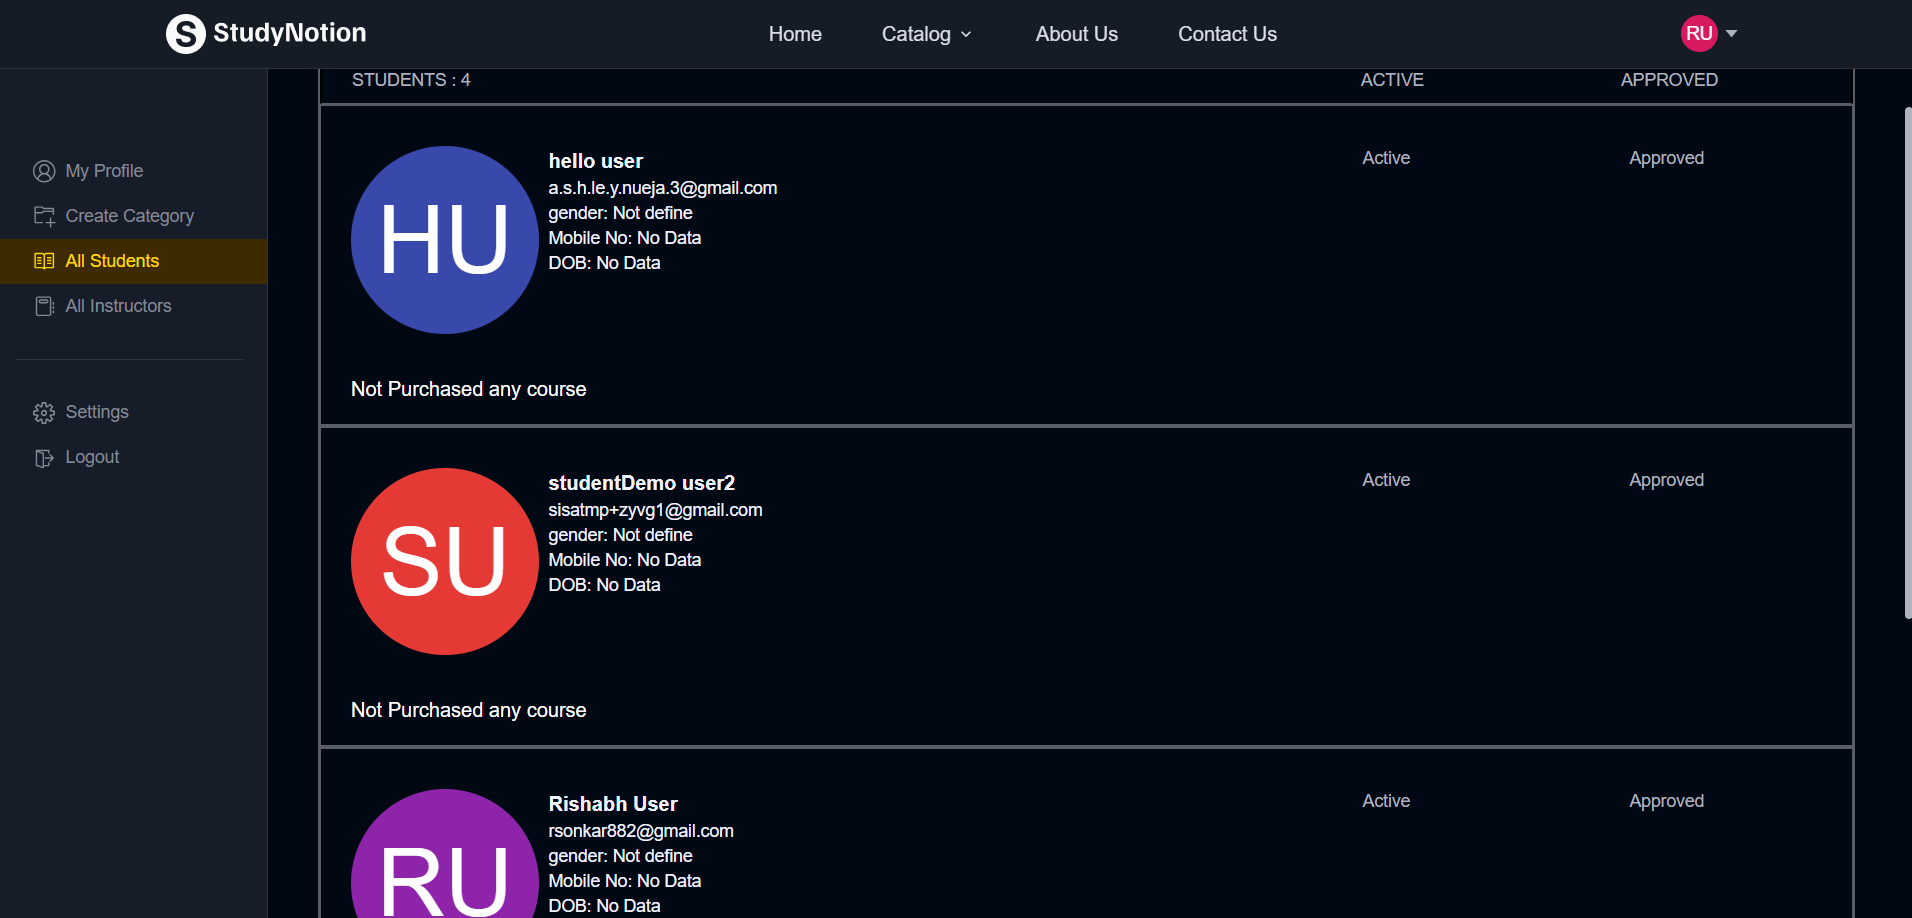 S StudyNotion
Home Catalog About Us Contact Us RU
My Profile
Create Category
All Students
All Instructors
Settings
Logout
STUDENTS : 4 ACTIVE APPROVED
HU
hello user Active Approved
a.s.h.le.y.nueja.3@gmail.com
gender: Not define
Mobile No: No Data
DOB: No Data
Not Purchased any course
SU
studentDemo user2 Active Approved
sisatmp+zyvg1@gmail.com
gender: Not define
Mobile No: No Data
DOB: No Data
Not Purchased any course
RU
Rishabh User Active Approved
rsonkar882@gmail.com
gender: Not define
Mobile No: No Data
DOB: No Data